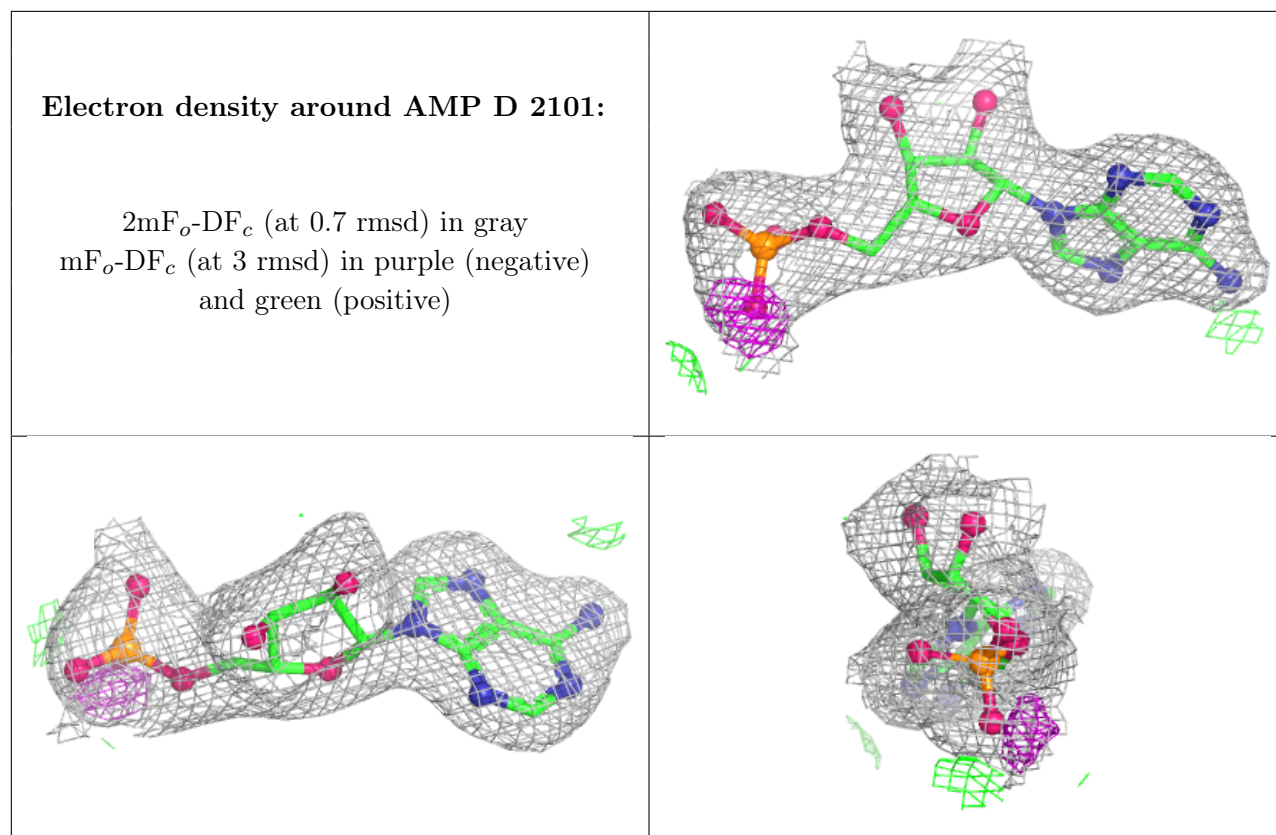 Electron density around AMP D 2101:
2mFo-DFc (at 0.7 rmsd) in gray
mFo-DFc (at 3 rmsd) in purple (negative)
and green (positive)